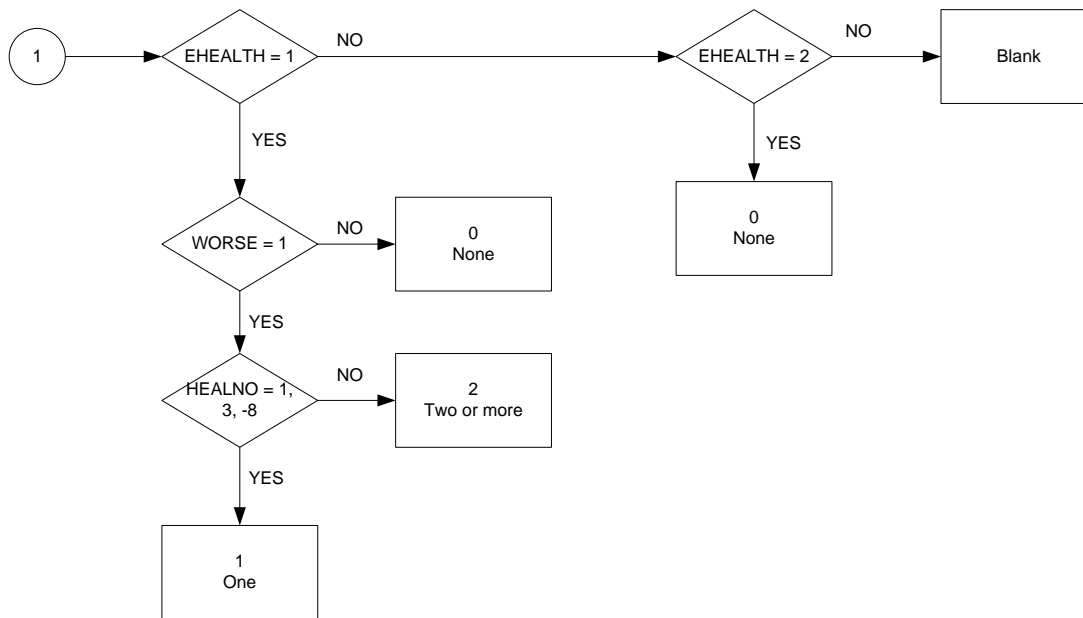 1
EHEALTH = 1
NO
EHEALTH = 2
NO
Blank
YES
YES
0
None
WORSE = 1
NO
0
None
YES
HEALNO = 1,
3, -8
NO
2
Two or more
YES
1
One